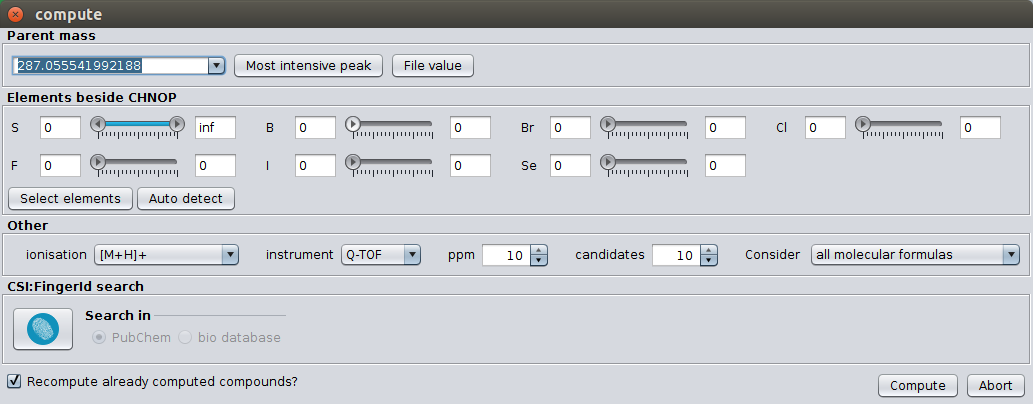 compute
Parent mass
287.055541992188 Most intensive peak File value
Elements beside CHNOP
S 0 inf B 0 0 Br 0 0 Cl 0 0
F 0 0 I 0 0 Se 0 0
Select elements Auto detect
Other
ionisation [M+H]+ instrument Q-TOF ppm 10 candidates 10 Consider all molecular formulas
CSI:FingerId search
Search in
PubChem bio database
Recompute already computed compounds?
Compute Abort